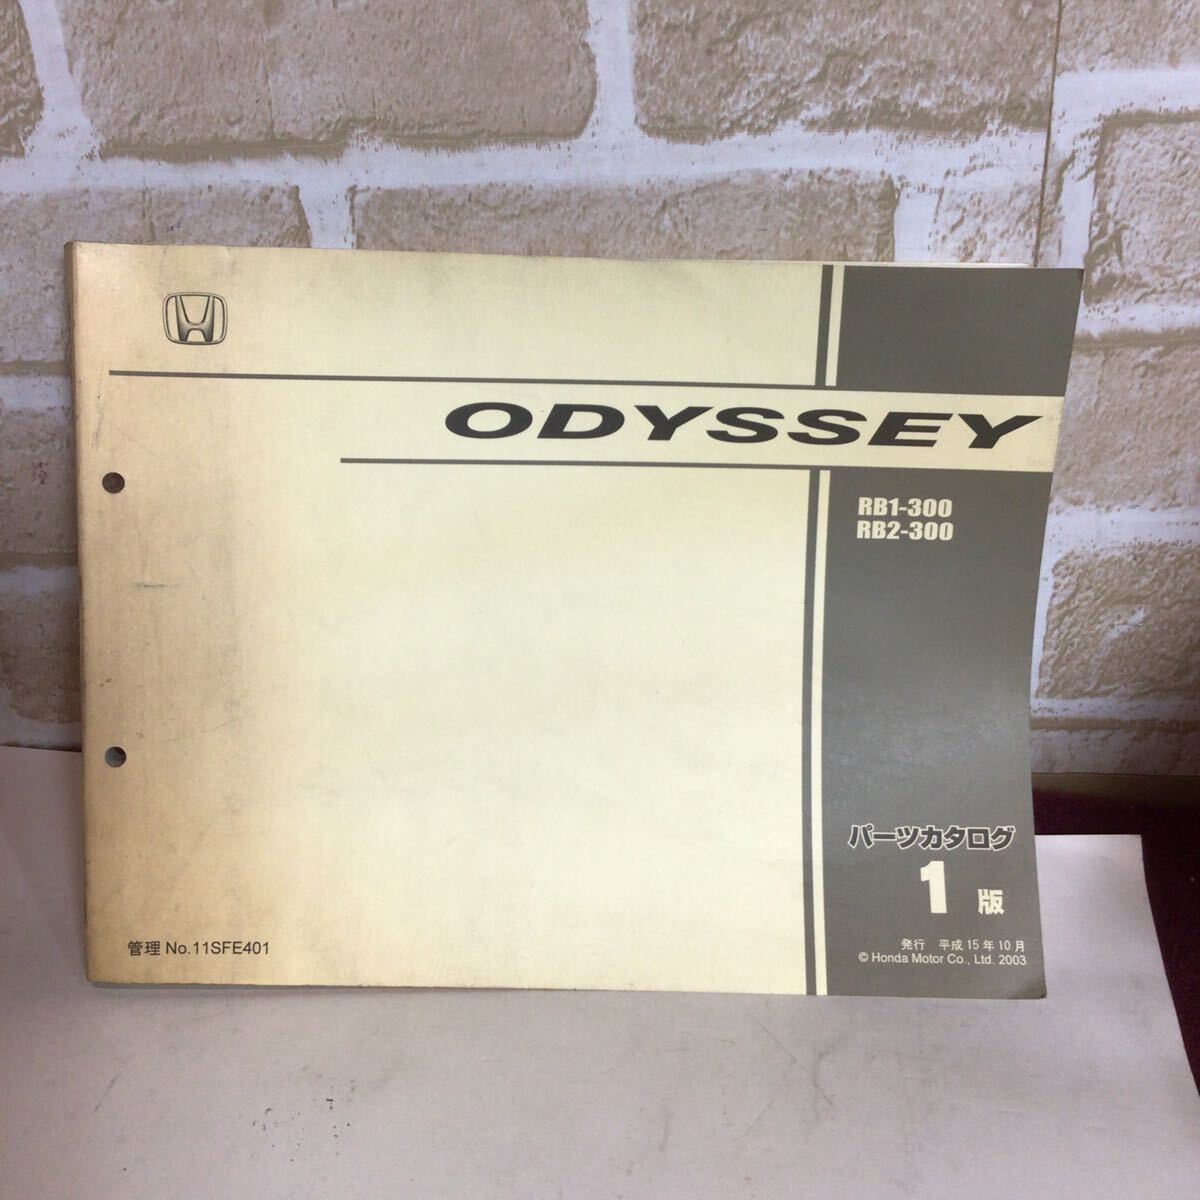 ODYSSEY
RB1-300
RB2-300
パーツカタログ
1 版
管理 No.11SFE401
発行 平成 15 年 10 月
© Honda Motor Co., Ltd. 2003